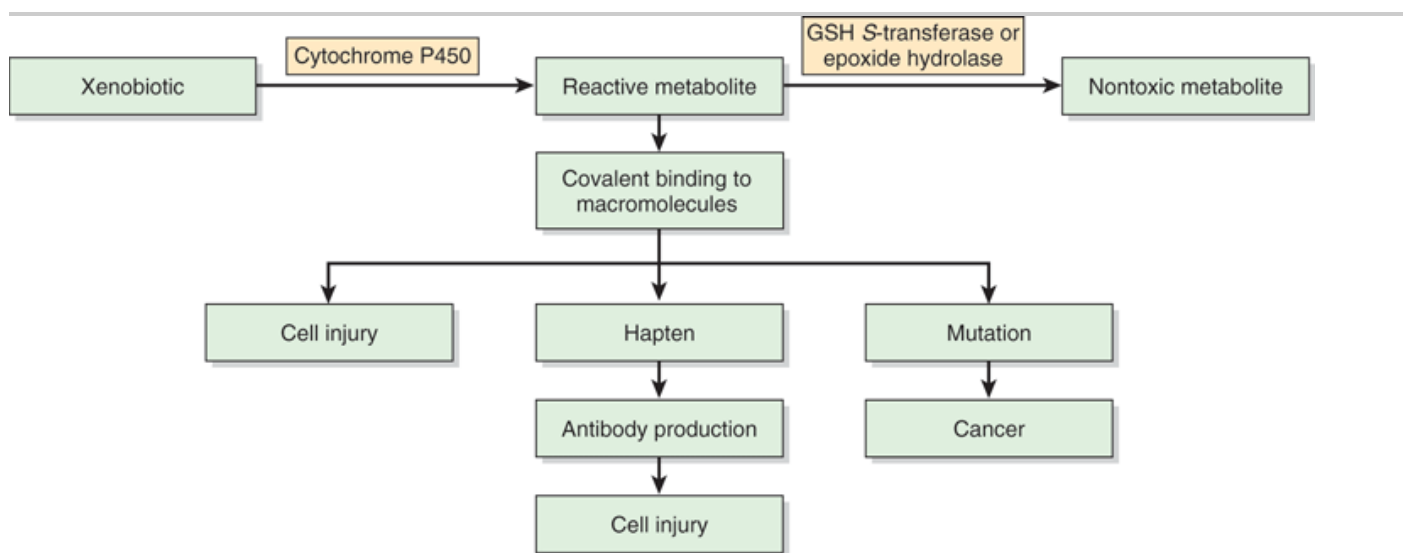 Xenobiotic
Cytochrome P450
Reactive metabolite
GSH S-transferase or
epoxide hydrolase
Nontoxic metabolite
Covalent binding to
macromolecules
Cell injury
Hapten
Mutation
Antibody production
Cancer
Cell injury